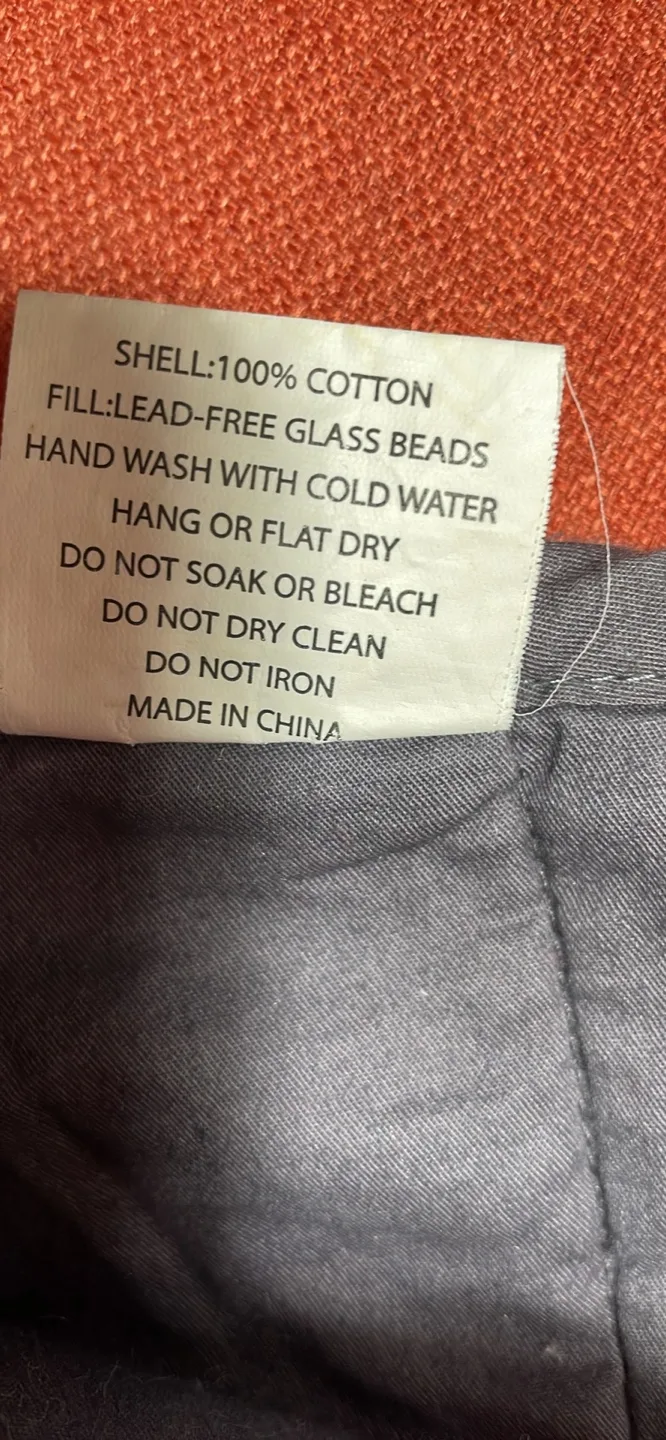 SHELL:100% COTTON
FILL:LEAD-FREE GLASS BEADS
HAND WASH WITH COLD WATER
HANG OR FLAT DRY
DO NOT SOAK OR BLEACH
DO NOT DRY CLEAN
DO NOT IRON
MADE IN CHINA